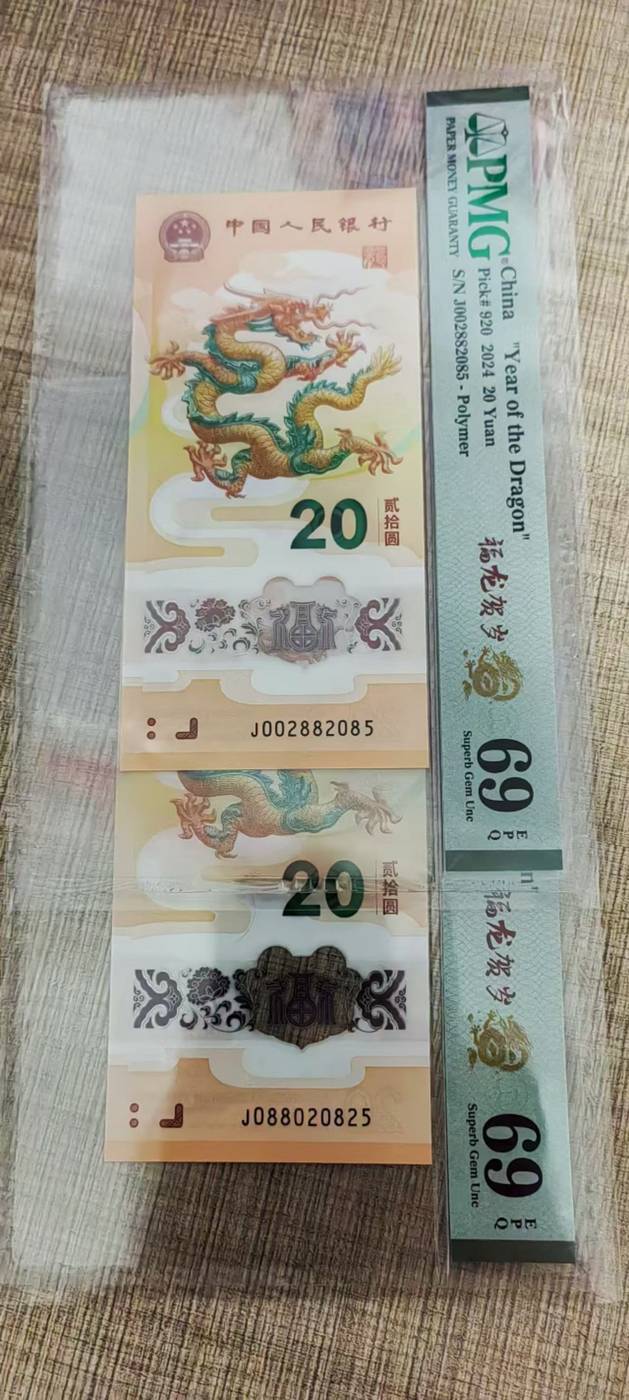 中国人民银行
福
20
贰拾圆
J002882085
20
贰拾圆
J088020825
PMG
PAPER MONEY GUARANTY
China "Year of the Dragon"
Pick# 920 2024 20 Yuan
S/N J002882085 - Polymer
福龙贺岁
69 EPQ
Superb Gem Unc
n"
福龙贺岁
69 EPQ
Superb Gem Unc